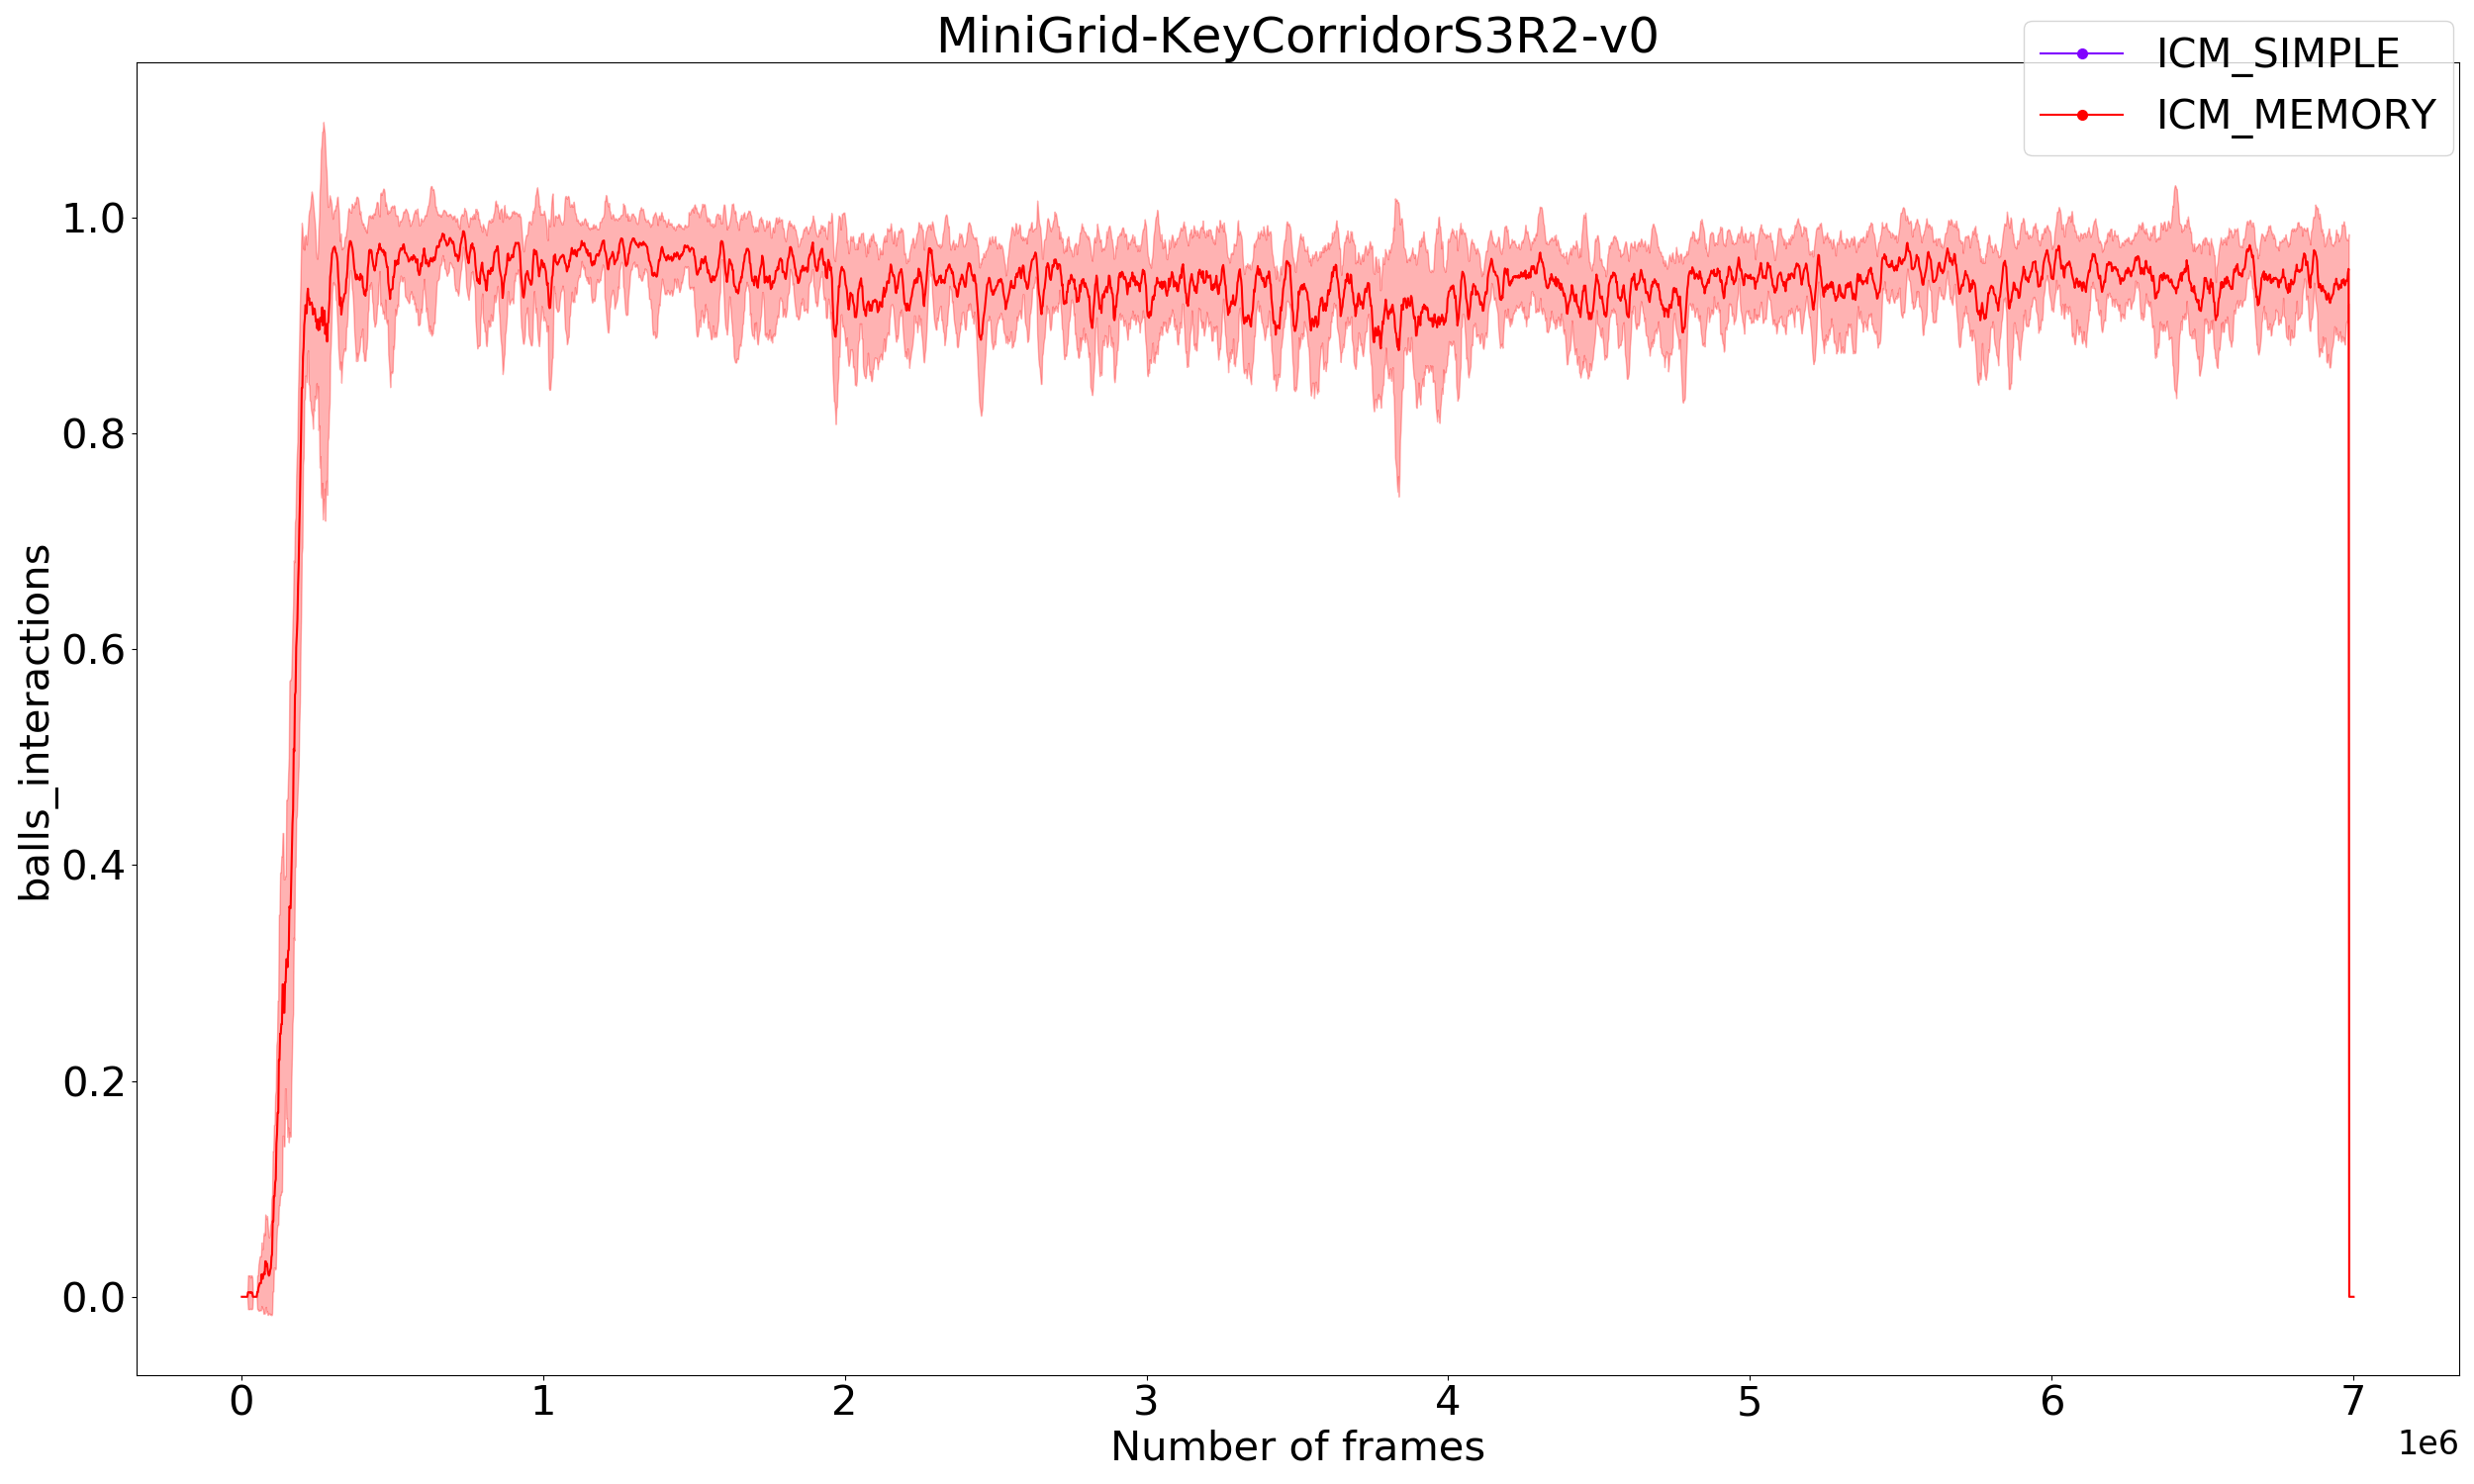 MiniGrid-KeyCorridorS3R2-v0
ICM_SIMPLE
ICM_MEMORY
balls_interactions
1.0
0.8
0.6
0.4
0.2
0.0
0 1 2 3 4 5 6 7
Number of frames
1e6